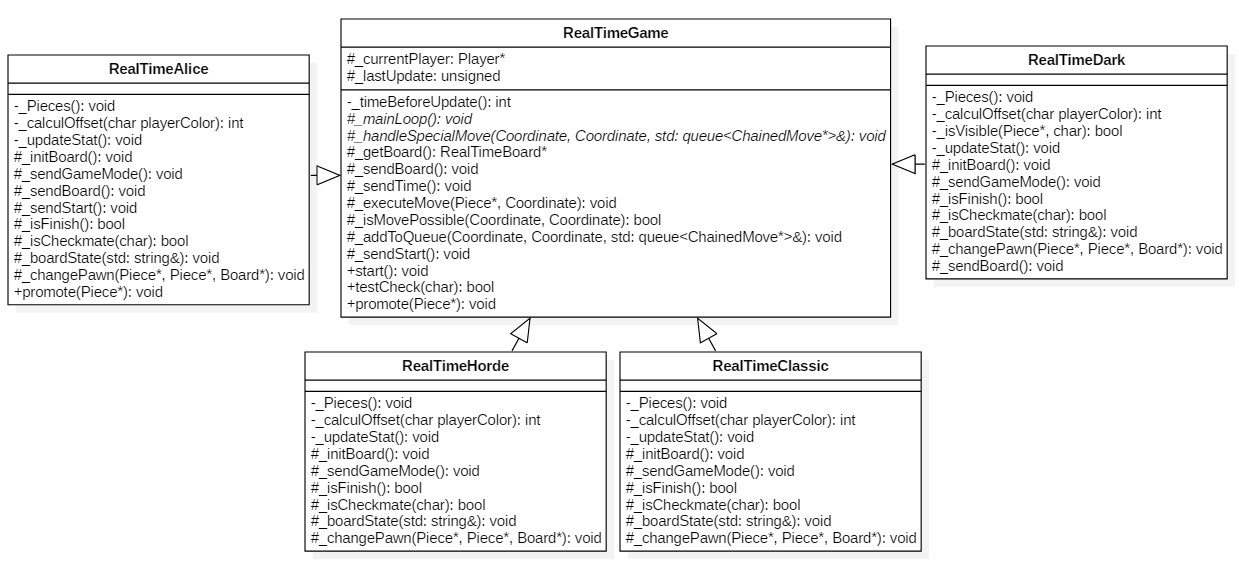 RealTimeGame
#_currentPlayer: Player*
#_lastUpdate: unsigned
-_timeBeforeUpdate(): int
#_mainLoop(): void
#_handleSpecialMove(Coordinate, Coordinate, std: queue<ChainedMove*>&): void
#_getBoard(): RealTimeBoard*
#_sendBoard(): void
#_sendTime(): void
#_executeMove(Piece*, Coordinate): void
#_isMovePossible(Coordinate, Coordinate): bool
#_addToQueue(Coordinate, Coordinate, std: queue<ChainedMove*>&): void
#_sendStart(): void
+start(): void
+testCheck(char): bool
+promote(Piece*): void
RealTimeAlice
-_Pieces(): void
-_calculOffset(char playerColor): int
-_updateStat(): void
#_initBoard(): void
#_sendGameMode(): void
#_sendBoard(): void
#_sendStart(): void
#_isFinish(): bool
#_isCheckmate(char): bool
#_boardState(std: string&): void
#_changePawn(Piece*, Piece*, Board*): void
+promote(Piece*): void
RealTimeDark
-_Pieces(): void
-_calculOffset(char playerColor): int
-_isVisible(Piece*, char): bool
-_updateStat(): void
#_initBoard(): void
#_sendGameMode(): void
#_isFinish(): bool
#_isCheckmate(char): bool
#_boardState(std: string&): void
#_changePawn(Piece*, Piece*, Board*): void
#_sendBoard(): void
RealTimeHorde
-_Pieces(): void
-_calculOffset(char playerColor): int
-_updateStat(): void
#_initBoard(): void
#_sendGameMode(): void
#_isFinish(): bool
#_isCheckmate(char): bool
#_boardState(std: string&): void
#_changePawn(Piece*, Piece*, Board*): void
RealTimeClassic
-_Pieces(): void
-_calculOffset(char playerColor): int
-_updateStat(): void
#_initBoard(): void
#_sendGameMode(): void
#_isFinish(): bool
#_isCheckmate(char): bool
#_boardState(std: string&): void
#_changePawn(Piece*, Piece*, Board*): void